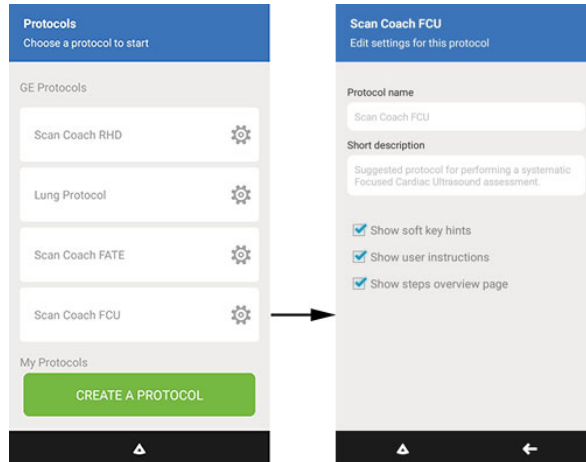 Protocols
Choose a protocol to start
GE Protocols
Scan Coach RHD
Lung Protocol
Scan Coach FATE
Scan Coach FCU
My Protocols
CREATE A PROTOCOL
Scan Coach FCU
Edit settings for this protocol
Protocol name
Scan Coach FCU
Short description
Suggested protocol for performing a systematic
Focused Cardiac Ultrasound assessment.
Show soft key hints
Show user instructions
Show steps overview page